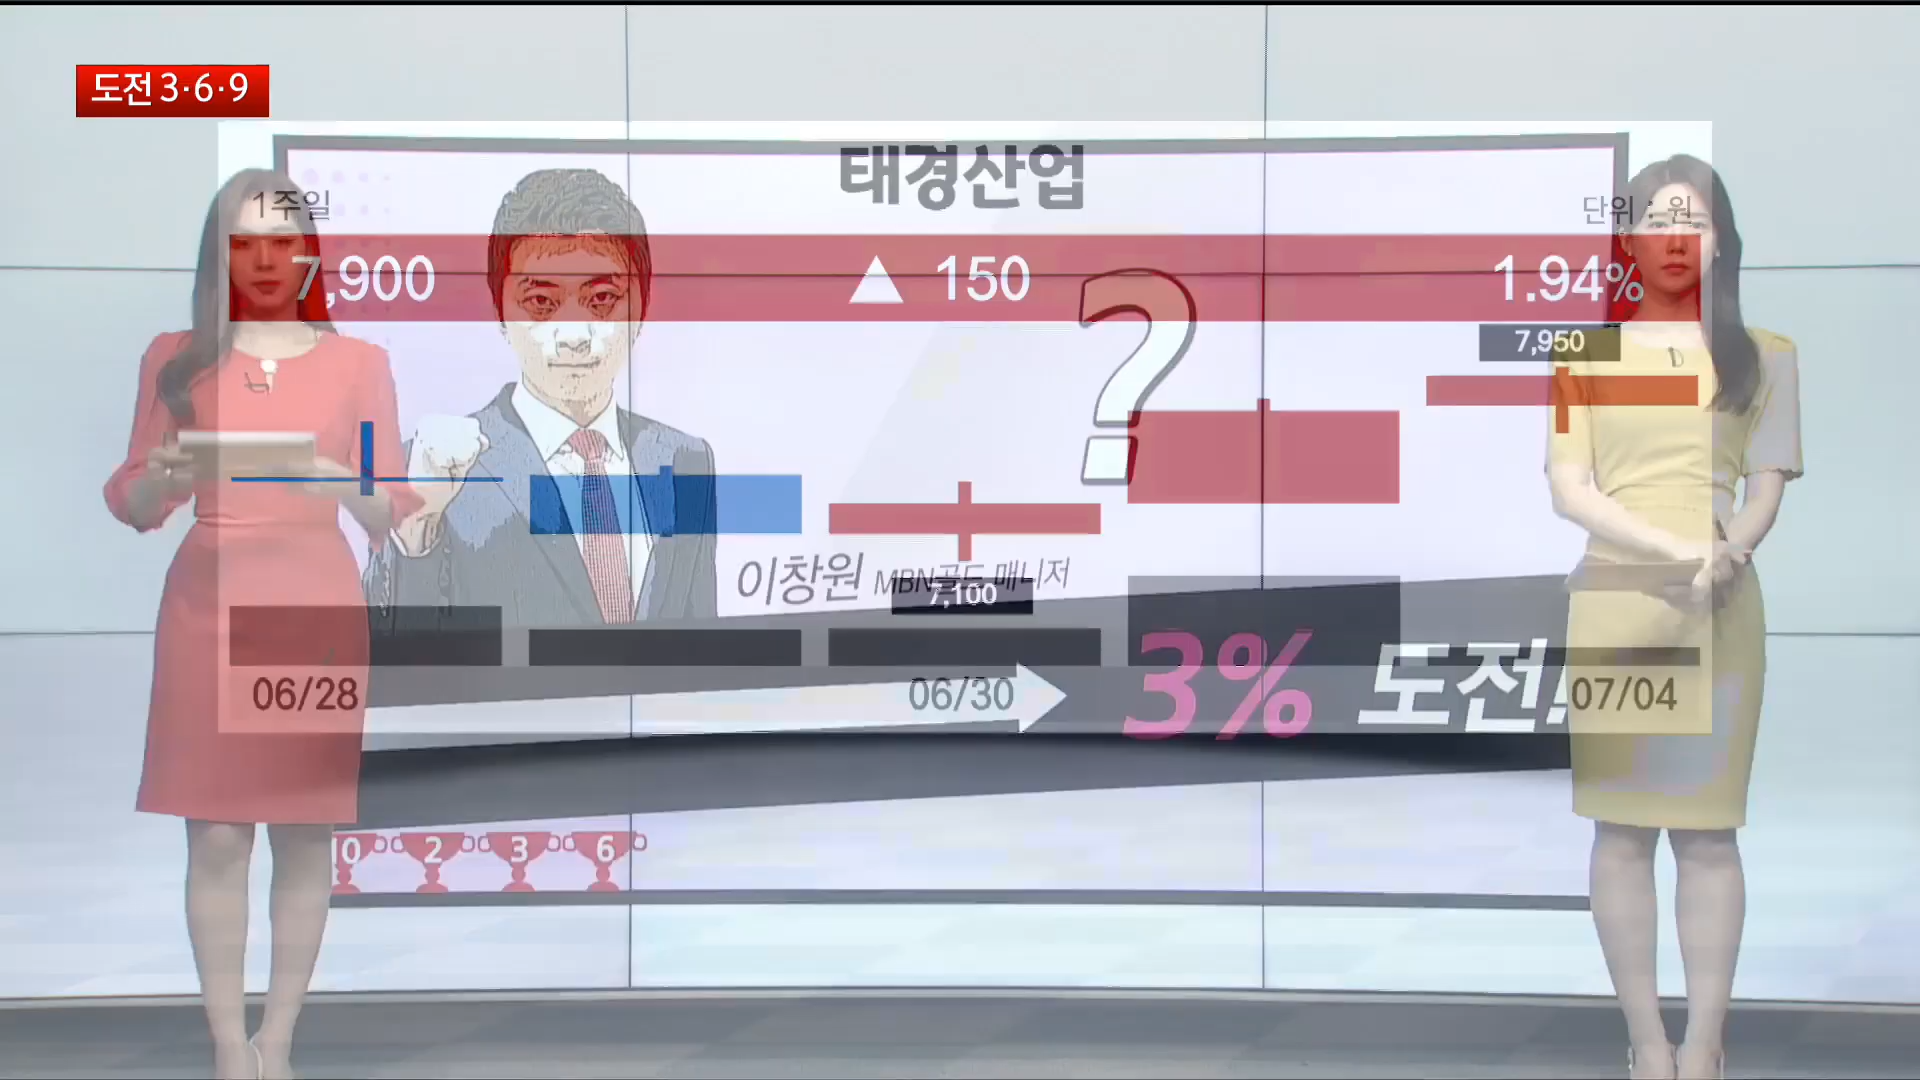 도전 3·6·9
태경산업
1주일
단위 : 원
7,900 ▲ 150 1.94%
7,950
이창원 MBN골드 매니저
7,100
3% 도전!
06/28 06/30 07/04
10 2 3 6